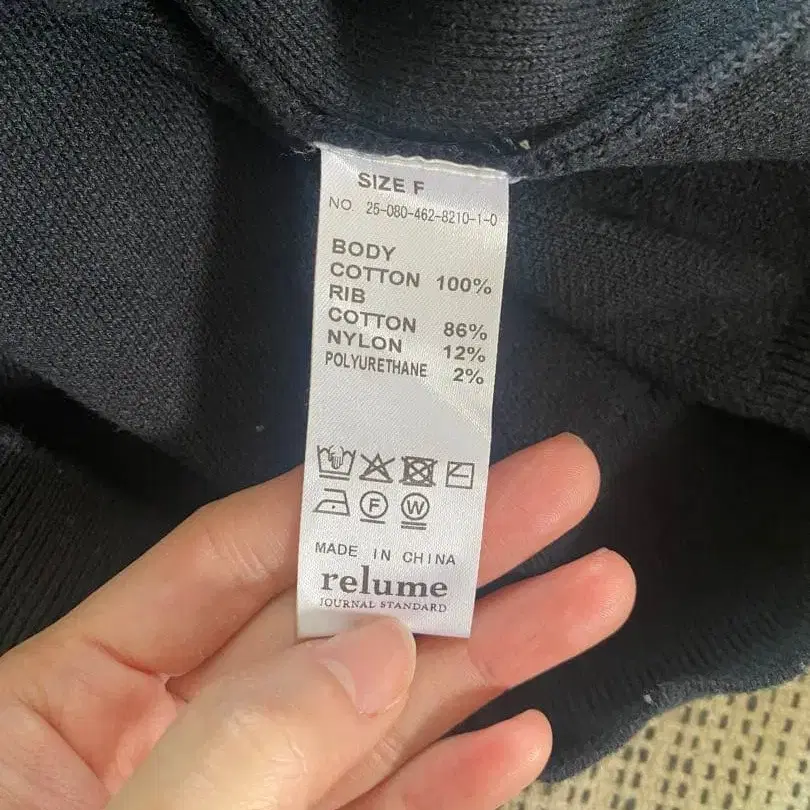 SIZE F
NO. 25-080-462-8210-1-0
BODY
COTTON 100%
RIB
COTTON 86%
NYLON 12%
POLYURETHANE 2%
F W
MADE IN CHINA
relume
JOURNAL STANDARD